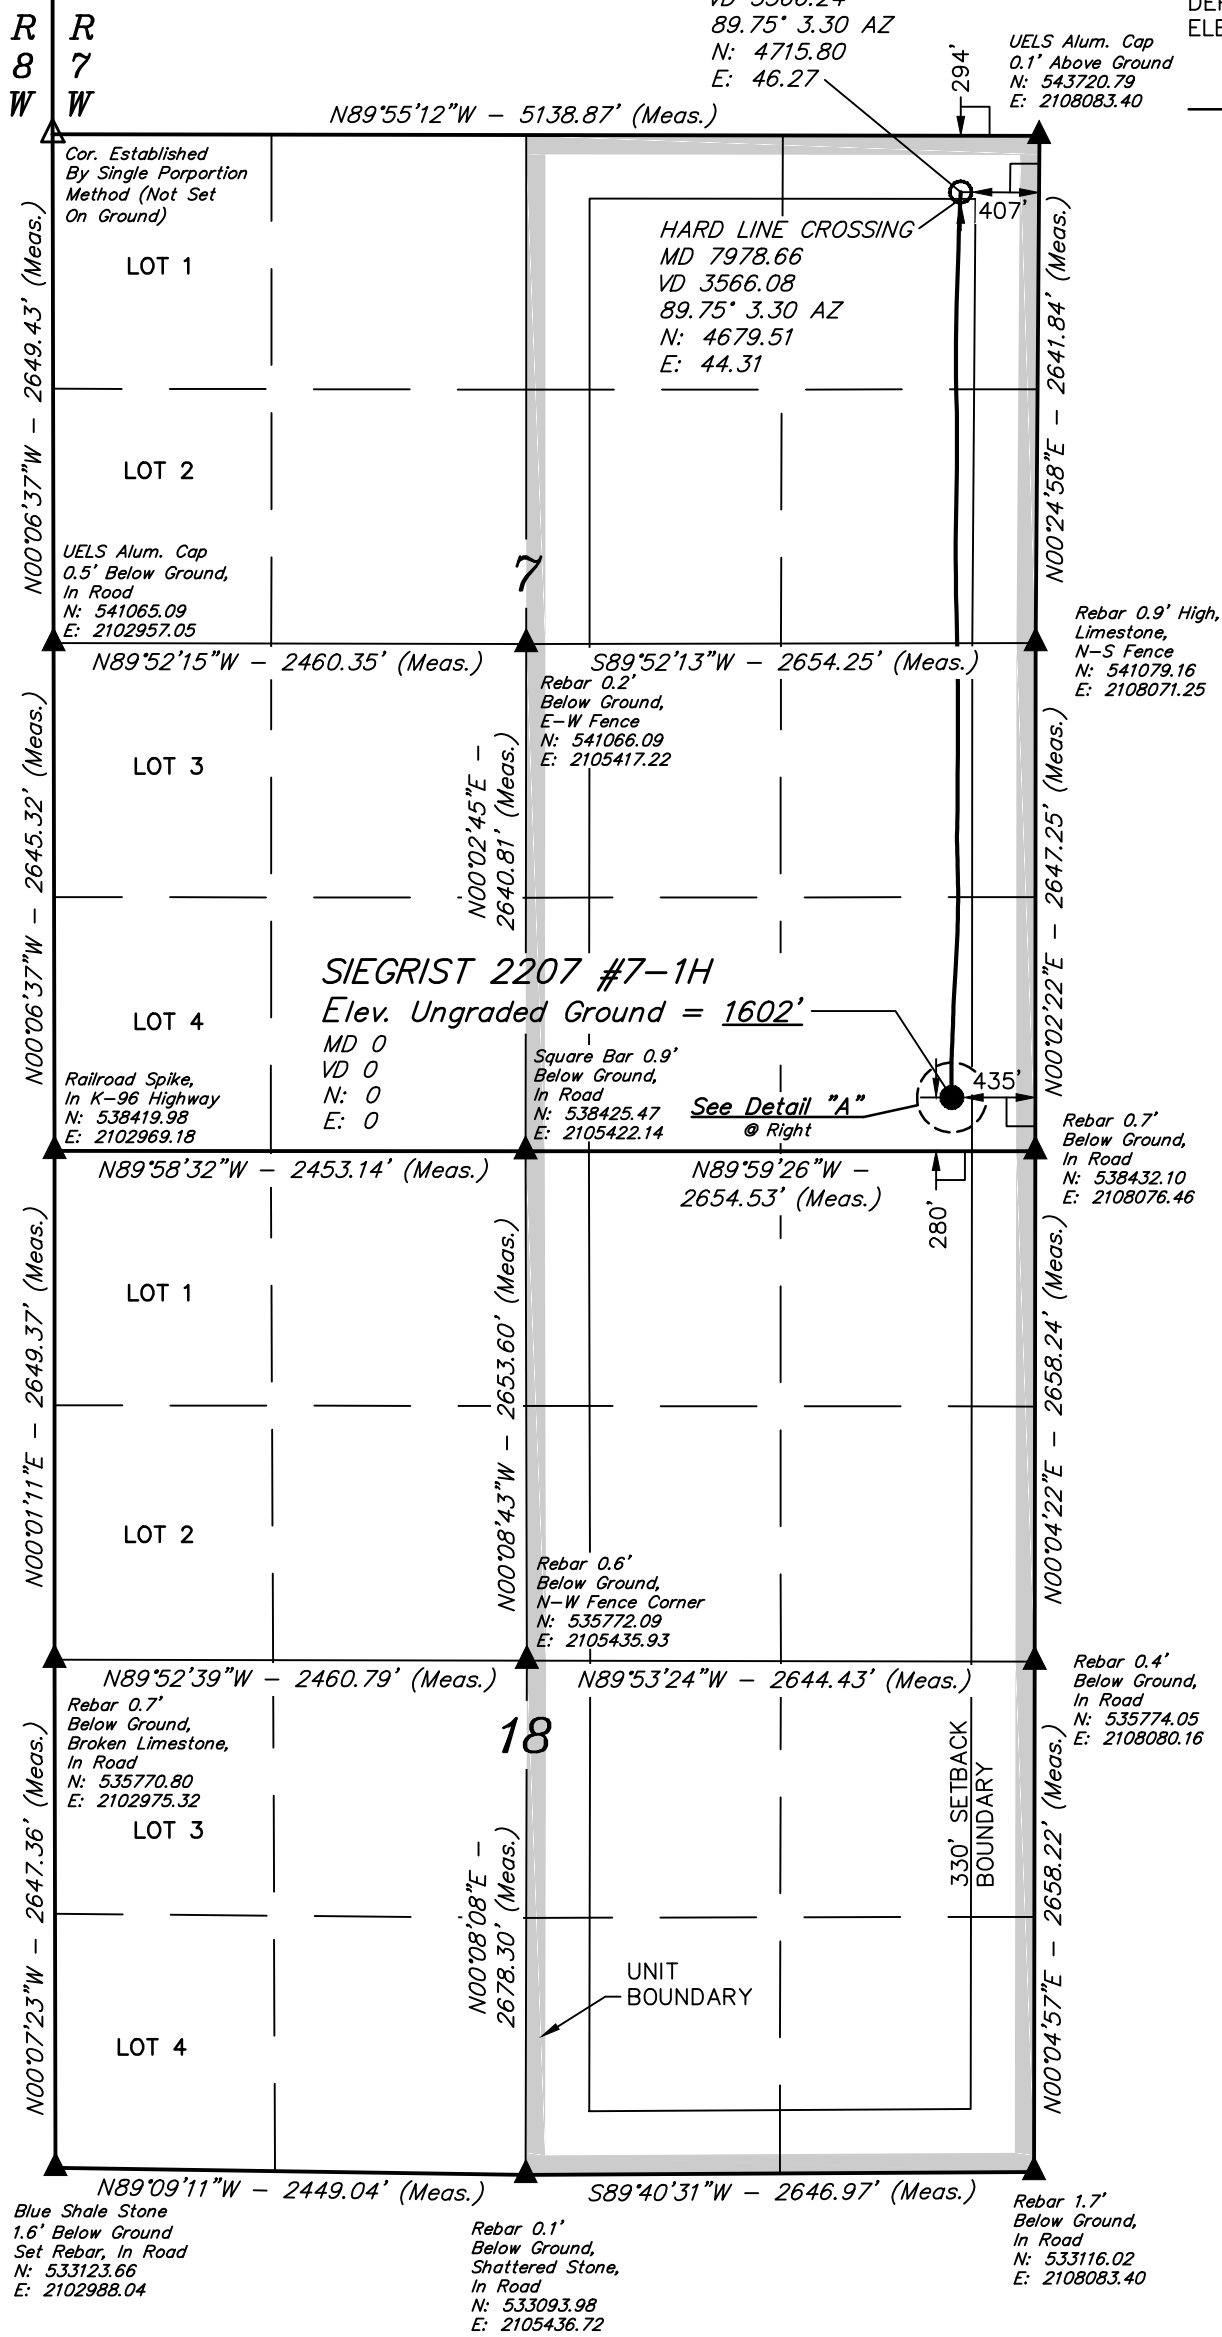 R R
8 7
W W
89.75° 3.30 AZ
N: 4715.80
E: 46.27
294'
UELS Alum. Cap
0.1' Above Ground
N: 543720.79
E: 2108083.40
N89°55'12"W – 5138.87' (Meas.)
Cor. Established
By Single Porportion
Method (Not Set
On Ground)
LOT 1
407'
HARD LINE CROSSING
MD 7978.66
VD 3566.08
89.75° 3.30 AZ
N: 4679.51
E: 44.31
N00°06'37"W – 2649.43' (Meas.)
N00°24'58"E – 2641.84' (Meas.)
LOT 2
UELS Alum. Cap
0.5' Below Ground,
In Road
N: 541065.09
E: 2102957.05
7
Rebar 0.9' High,
Limestone,
N–S Fence
N: 541079.16
E: 2108071.25
N89°52'15"W – 2460.35' (Meas.)
S89°52'13"W – 2654.25' (Meas.)
Rebar 0.2'
Below Ground,
E–W Fence
N: 541066.09
E: 2105417.22
LOT 3
N00°06'37"W – 2645.32' (Meas.)
N00°02'45"E –
2640.81' (Meas.)
N00°02'22"E – 2647.25' (Meas.)
SIEGRIST 2207 #7–1H
Elev. Ungraded Ground = 1602'
MD 0
VD 0
N: 0
E: 0
LOT 4
Railroad Spike,
In K–96 Highway
N: 538419.98
E: 2102969.18
Square Bar 0.9'
Below Ground,
In Road
N: 538425.47
E: 2105422.14
See Detail "A"
@ Right
435'
Rebar 0.7'
Below Ground,
In Road
N: 538432.10
E: 2108076.46
N89°58'32"W – 2453.14' (Meas.)
N89°59'26"W –
2654.53' (Meas.)
280'
LOT 1
N00°01'11"E – 2649.37' (Meas.)
N00°08'43"W – 2653.60' (Meas.)
N00°04'22"E – 2658.24' (Meas.)
LOT 2
Rebar 0.6'
Below Ground,
N–W Fence Corner
N: 535772.09
E: 2105435.93
N89°52'39"W – 2460.79' (Meas.)
N89°53'24"W – 2644.43' (Meas.)
Rebar 0.4'
Below Ground,
In Road
N: 535774.05
E: 2108080.16
Rebar 0.7'
Below Ground,
Broken Limestone,
In Road
N: 535770.80
E: 2102975.32
18
LOT 3
330' SETBACK
BOUNDARY
N00°07'23"W – 2647.36' (Meas.)
N00°08'08"E –
2678.30' (Meas.)
N00°04'57"E – 2658.22' (Meas.)
UNIT
BOUNDARY
LOT 4
N89°09'11"W – 2449.04' (Meas.)
S89°40'31"W – 2646.97' (Meas.)
Blue Shale Stone
1.6' Below Ground
Set Rebar, In Road
N: 533123.66
E: 2102988.04
Rebar 0.1'
Below Ground,
Shattered Stone,
In Road
N: 533093.98
E: 2105436.72
Rebar 1.7'
Below Ground,
In Road
N: 533116.02
E: 2108083.40